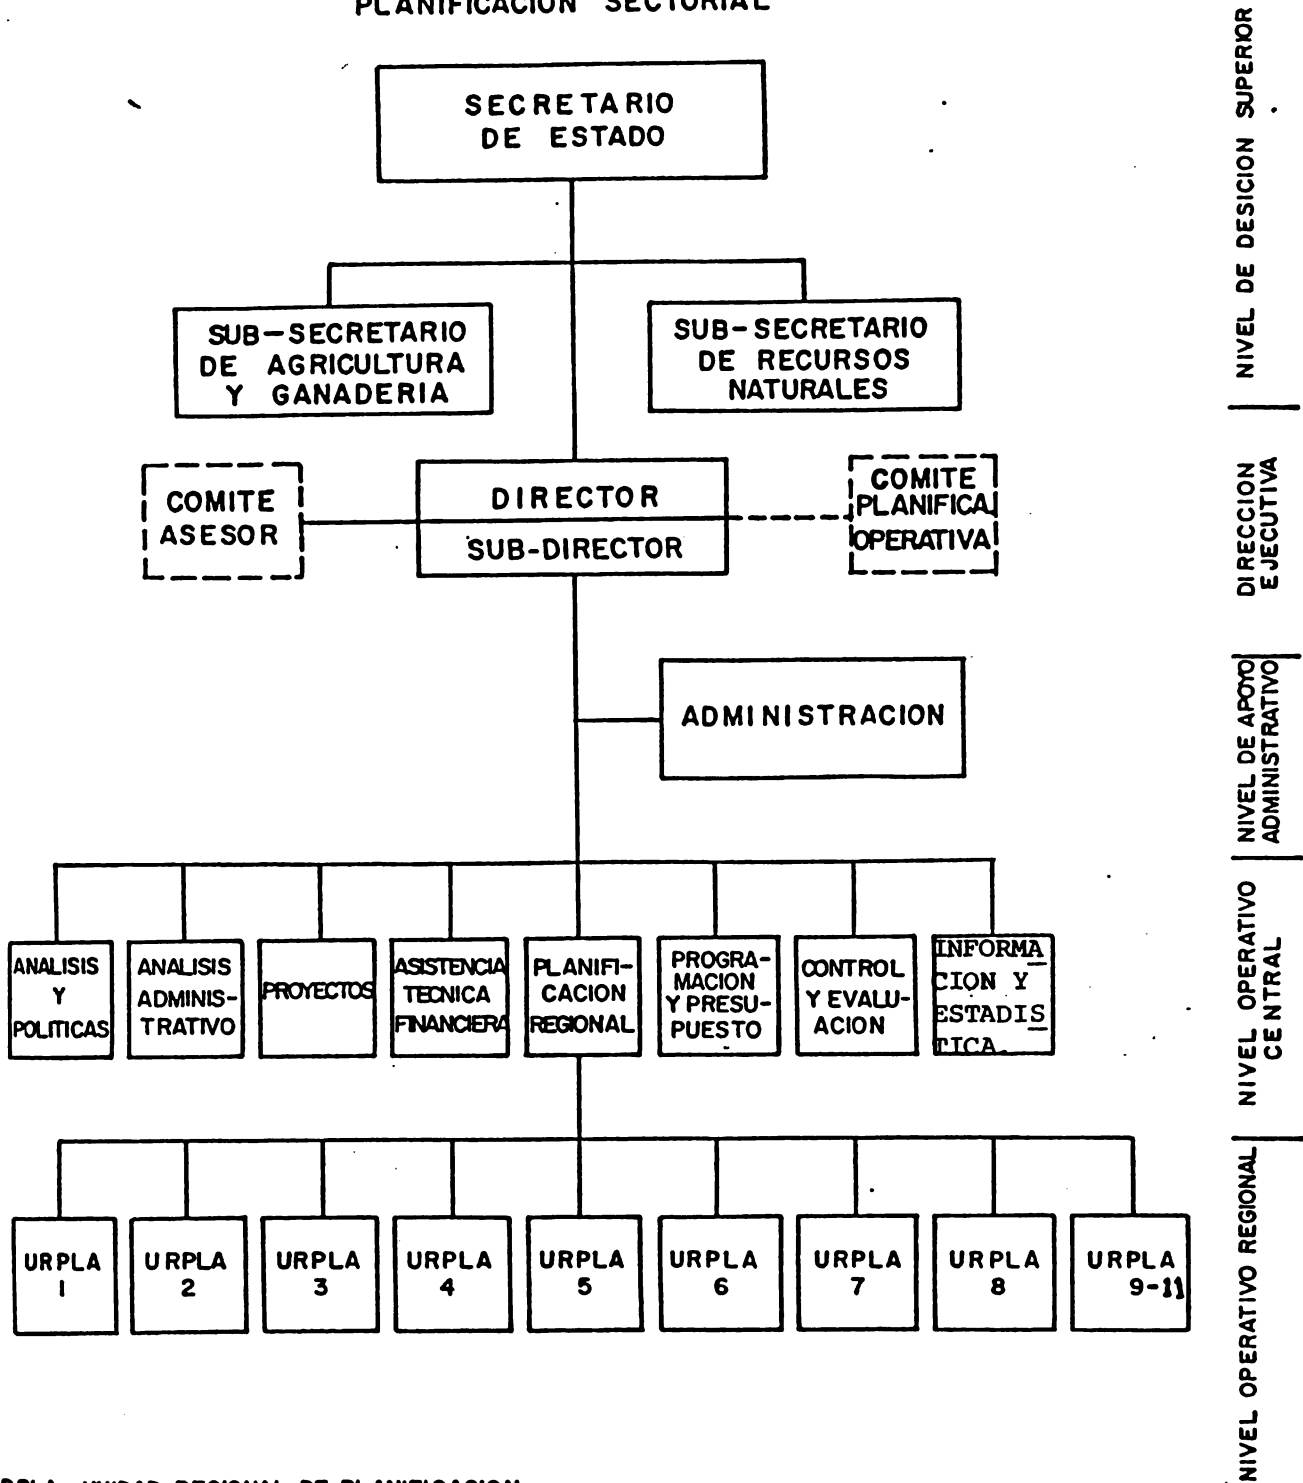 PLANIFICACION SECTORIAL
SECRETARIO
DE ESTADO
SUB-SECRETARIO
DE AGRICULTURA
Y GANADERIA
SUB-SECRETARIO
DE RECURSOS
NATURALES
NIVEL DE DESICION SUPERIOR
COMITE
ASESOR
DIRECTOR
SUB-DIRECTOR
COMITE
PLANIFICA
OPERATIVA
DIRECCION
EJECUTIVA
ADMINISTRACION
NIVEL DE APOYO
ADMINISTRATIVO
ANALISIS
Y
POLITICAS
ANALISIS
ADMINIS-
TRATIVO
PROYECTOS
ASISTENCIA
TECNICA
FINANCIERA
PLANIFI-
CACION
REGIONAL
PROGRA-
MACION
Y PRESU-
PUESTO
CONTROL
Y EVALU-
ACION
INFORMA
CION Y
ESTADIS
TICA.
NIVEL OPERATIVO
CENTRAL
URPLA
1
URPLA
2
URPLA
3
URPLA
4
URPLA
5
URPLA
6
URPLA
7
URPLA
8
URPLA
9-11
NIVEL OPERATIVO REGIONAL
UNIDAD REGIONAL DE PLANIFICACION